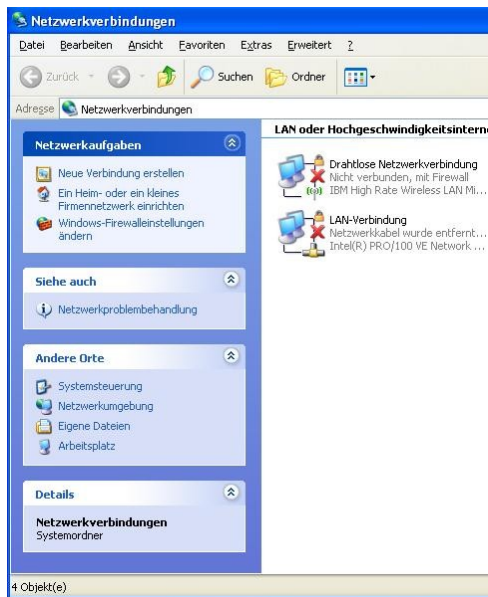 Netzwerkverbindungen
Datei Bearbeiten Ansicht Favoriten Extras Erweitert ?
Zurück Suchen Ordner
Adresse Netzwerkverbindungen
Netzwerkaufgaben
Neue Verbindung erstellen
Ein Heim- oder ein kleines
Firmennetzwerk einrichten
Windows-Firewalleinstellungen
ändern
Siehe auch
Netzwerkproblembehandlung
Andere Orte
Systemsteuerung
Netzwerkumgebung
Eigene Dateien
Arbeitsplatz
Details
Netzwerkverbindungen
Systemordner
LAN oder Hochgeschwindigkeitsintern
Drahtlose Netzwerkverbindung
Nicht verbunden, mit Firewall
IBM High Rate Wireless LAN Mi...
LAN-Verbindung
Netzwerkkabel wurde entfernt...
Intel(R) PRO/100 VE Network ...
4 Objekt(e)